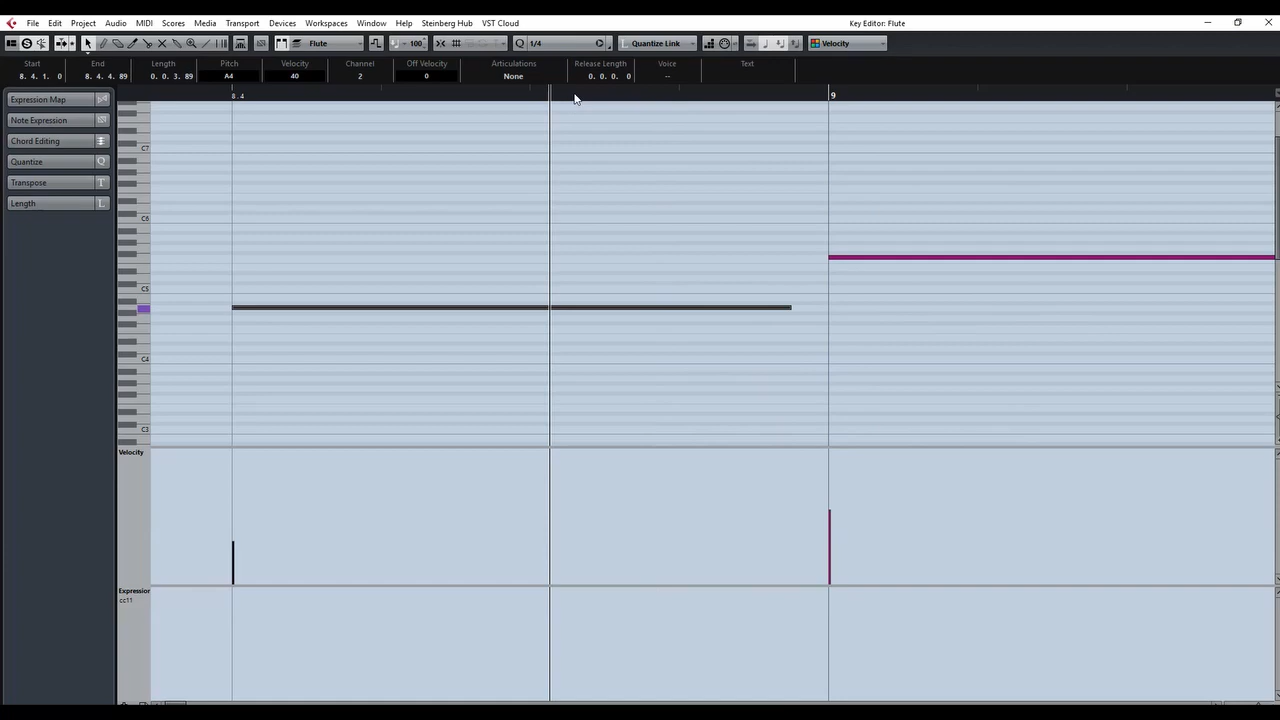 File Edit Project Audio MIDI Scores Media Transport Devices Workspaces Window Help Steinberg Hub VST Cloud Key Editor: Flute
Flute 100 1/4 Quantize Link Velocity
Start End Length Pitch Velocity Channel Off Velocity Articulations Release Length Voice Text
8. 4. 1. 0 8. 4. 4. 89 0. 0. 3. 89 A4 40 2 0 None 0. 0. 0. 0 --
8.4 9
Expression Map
Note Expression
Chord Editing
Quantize Q
Transpose T
Length L
C7
C6
C5
C4
C3
Velocity
Expression
cc11